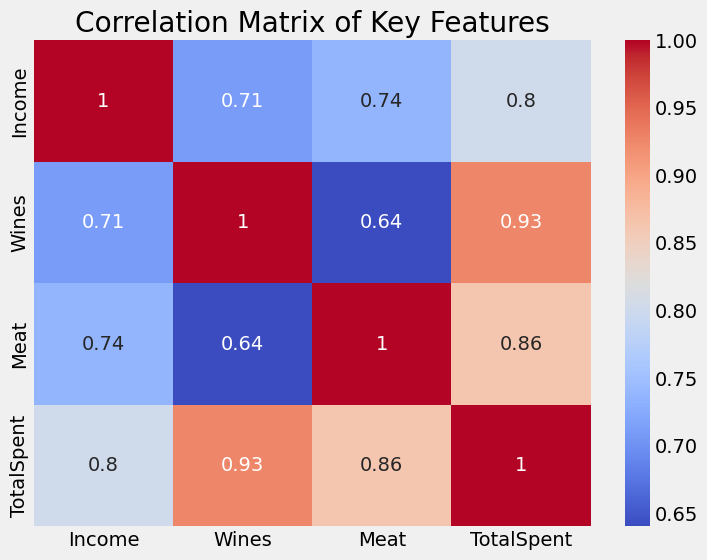 Correlation Matrix of Key Features
Income
1
0.71
0.74
0.8
Wines
0.71
1
0.64
0.93
Meat
0.74
0.64
1
0.86
TotalSpent
0.8
0.93
0.86
1
Income
Wines
Meat
TotalSpent
1.00
0.95
0.90
0.85
0.80
0.75
0.70
0.65